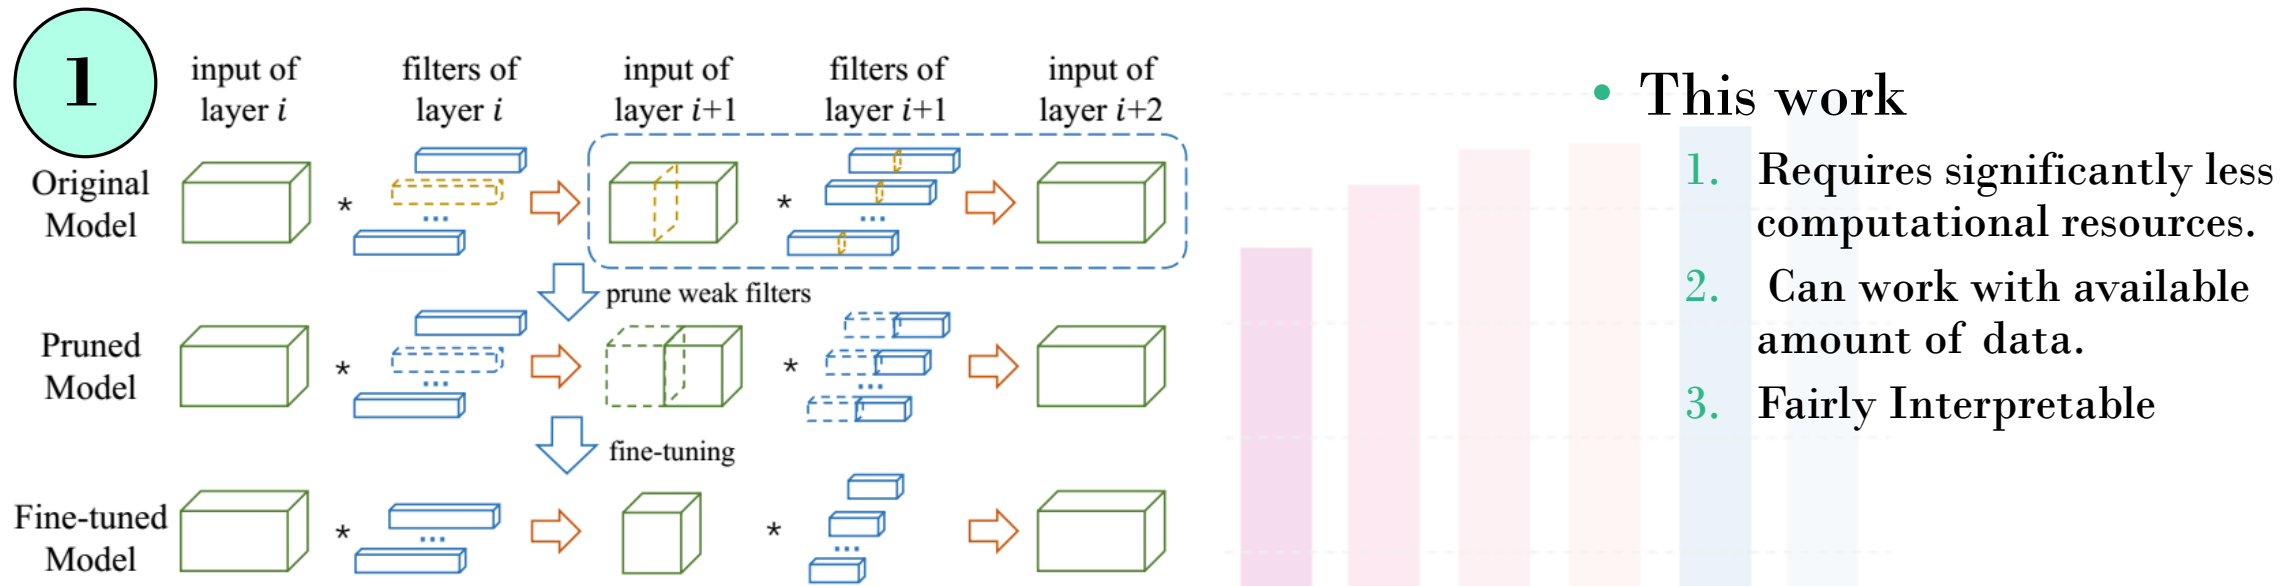 1
input of
layer i
filters of
layer i
input of
layer i+1
filters of
layer i+1
input of
layer i+2
Original
Model
*
...
*
...
prune weak filters
Pruned
Model
*
...
*
...
fine-tuning
Fine-tuned
Model
*
...
*
...
• This work
1. Requires significantly less
computational resources.
2. Can work with available
amount of data.
3. Fairly Interpretable